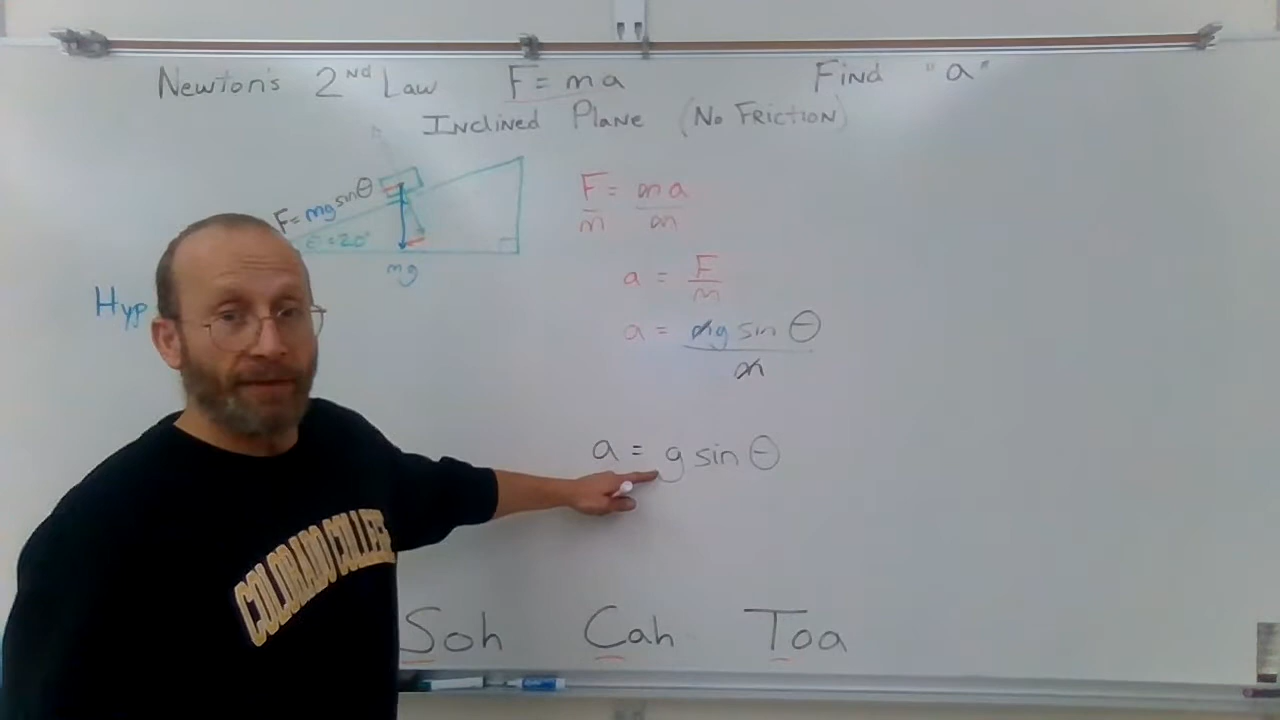 Newton's 2nd Law F = ma Find "a"
Inclined Plane (No Friction)
F = mg sin Θ
Θ = 20°
mg
Hyp
F = ma
m m
a = F
m
a = mg sin Θ
m
a = g sin Θ
COLORADO COLLEGE
Soh Cah Toa